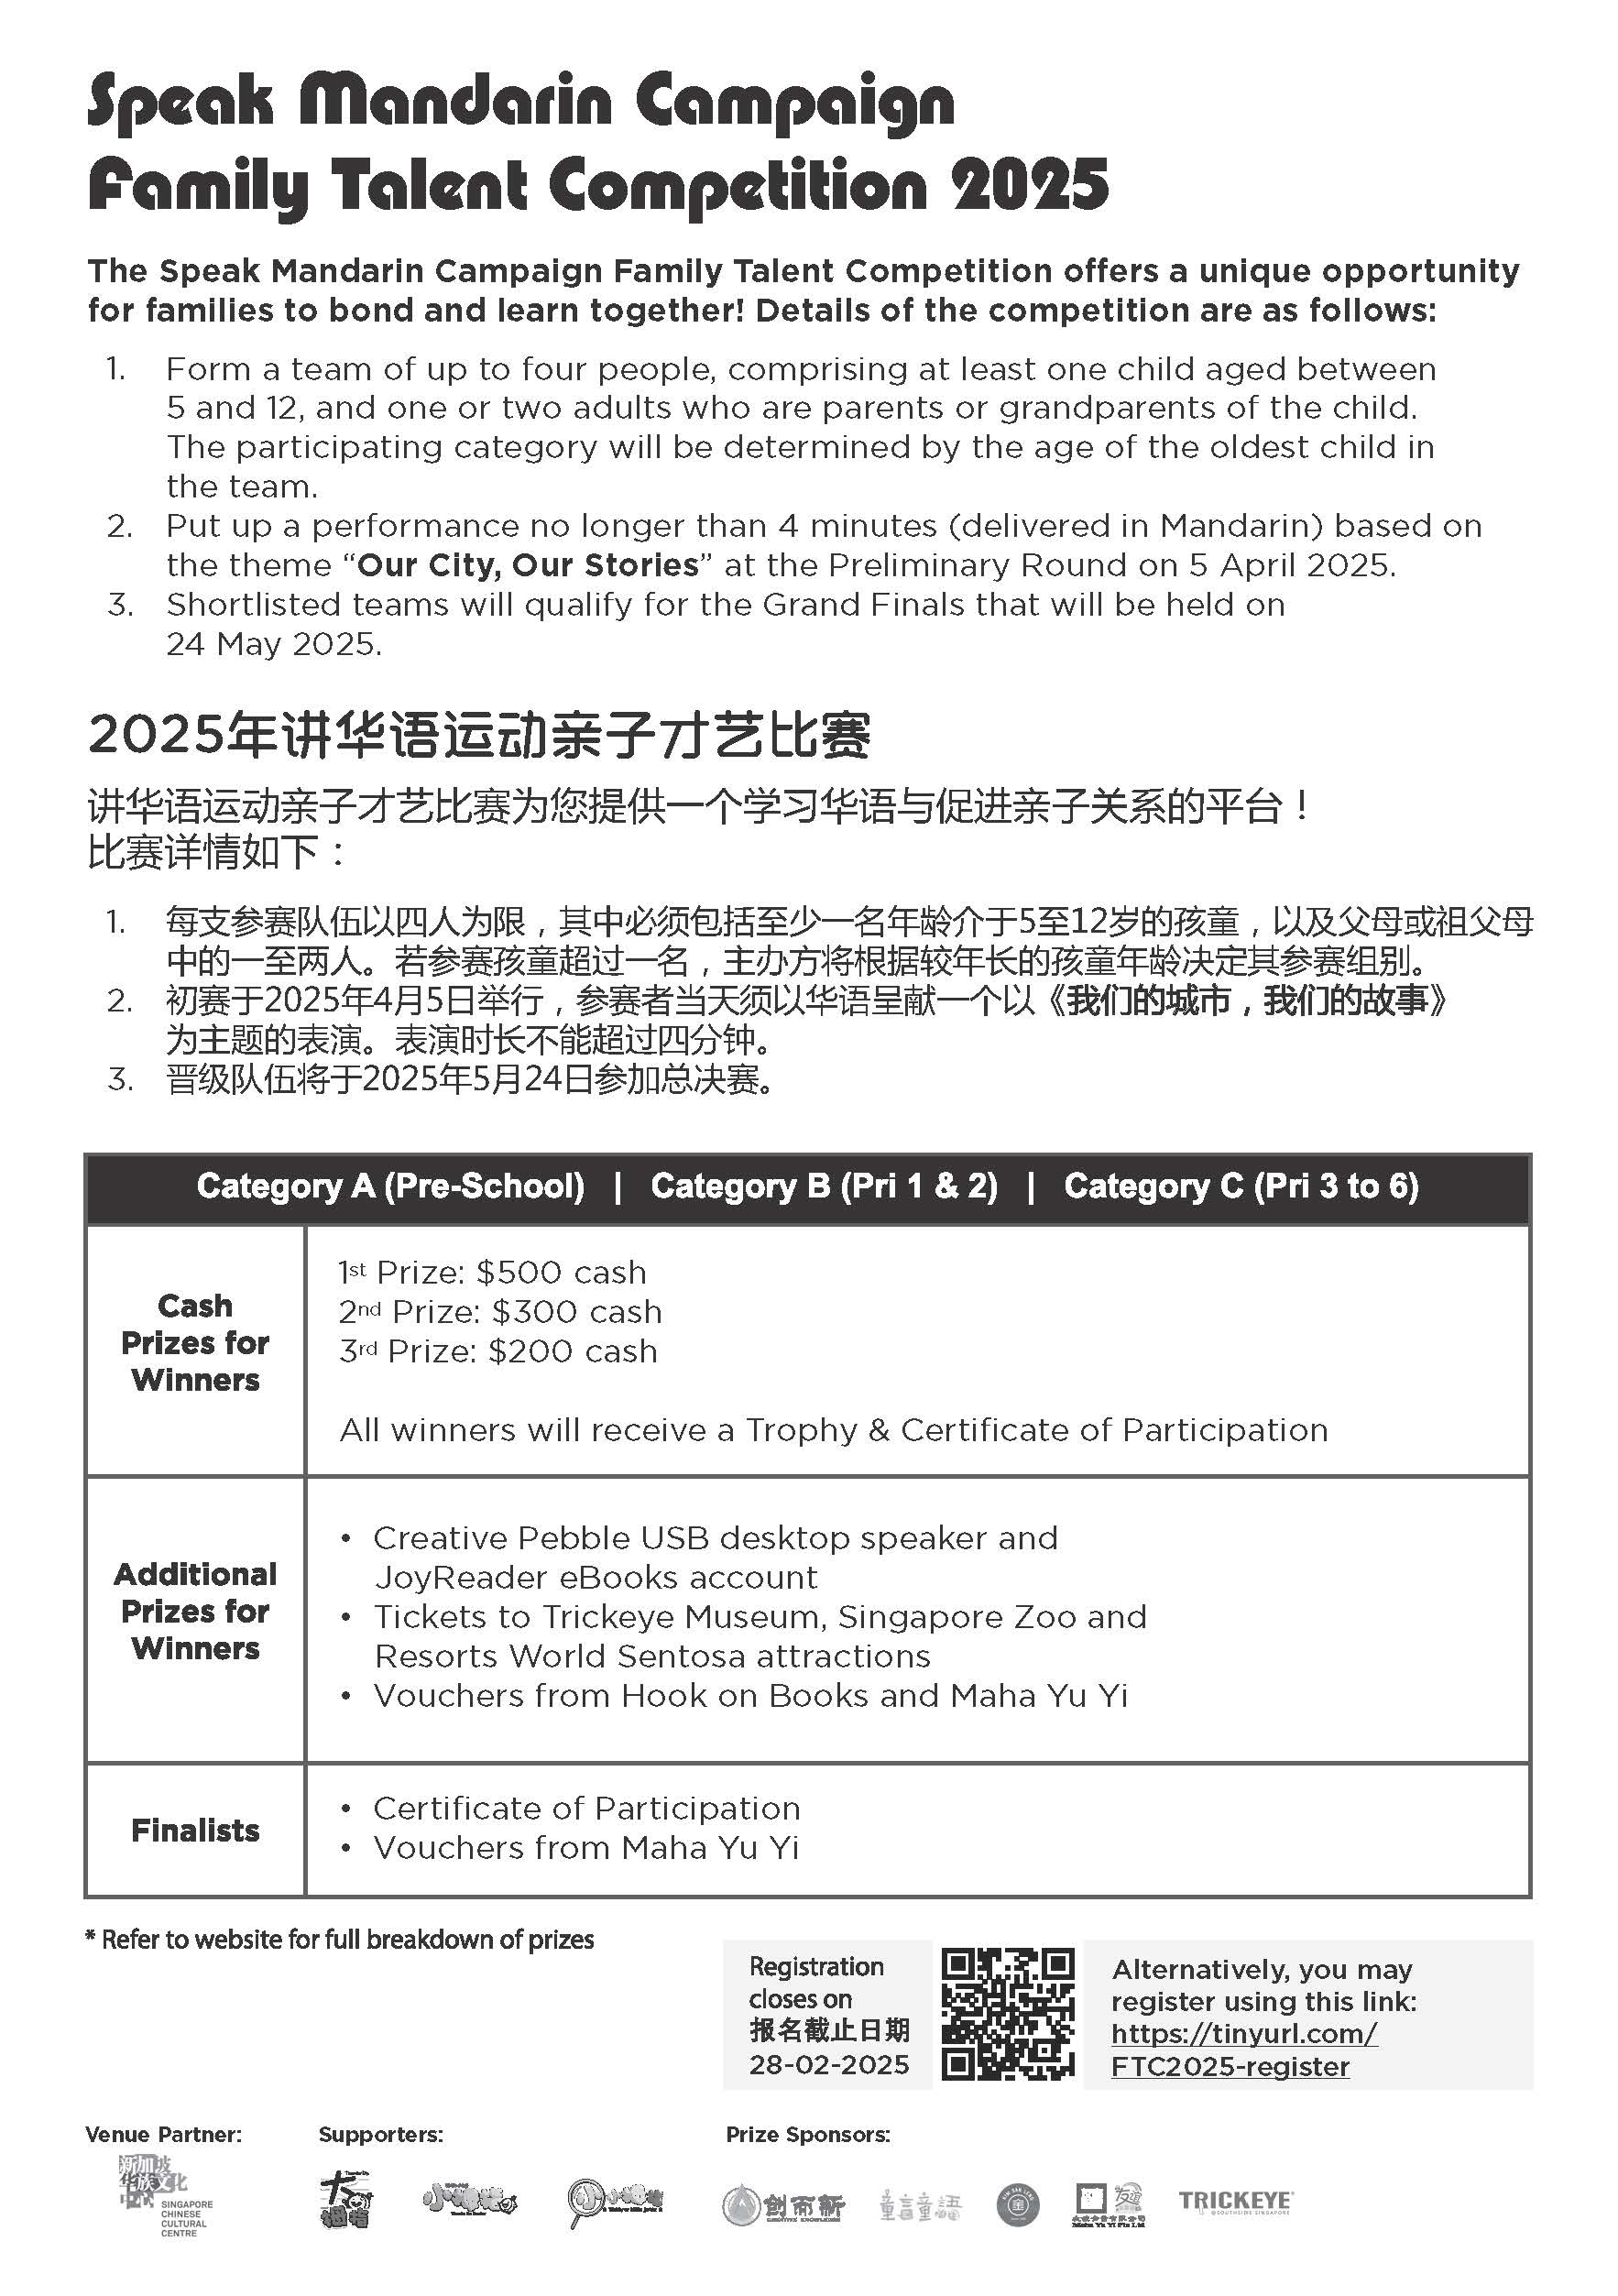 Speak Mandarin Campaign
Family Talent Competition 2025
The Speak Mandarin Campaign Family Talent Competition offers a unique opportunity
for families to bond and learn together! Details of the competition are as follows:
1. Form a team of up to four people, comprising at least one child aged between
5 and 12, and one or two adults who are parents or grandparents of the child.
The participating category will be determined by the age of the oldest child in
the team.
2. Put up a performance no longer than 4 minutes (delivered in Mandarin) based on
the theme “Our City, Our Stories” at the Preliminary Round on 5 April 2025.
3. Shortlisted teams will qualify for the Grand Finals that will be held on
24 May 2025.
2025年讲华语运动亲子才艺比赛
讲华语运动亲子才艺比赛为您提供一个学习华语与促进亲子关系的平台！
比赛详情如下：
1. 每支参赛队伍以四人为限，其中必须包括至少一名年龄介于5至12岁的孩童，以及父母或祖父母
中的一至两人。若参赛孩童超过一名，主办方将根据较年长的孩童年龄决定其参赛组别。
2. 初赛于2025年4月5日举行，参赛者当天须以华语呈献一个以《我们的城市，我们的故事》
为主题的表演。表演时长不能超过四分钟。
3. 晋级队伍将于2025年5月24日参加总决赛。
Category A (Pre-School) | Category B (Pri 1 & 2) | Category C (Pri 3 to 6)
Cash
Prizes for
Winners
1st Prize: $500 cash
2nd Prize: $300 cash
3rd Prize: $200 cash
All winners will receive a Trophy & Certificate of Participation
Additional
Prizes for
Winners
• Creative Pebble USB desktop speaker and
JoyReader eBooks account
• Tickets to Trickeye Museum, Singapore Zoo and
Resorts World Sentosa attractions
• Vouchers from Hook on Books and Maha Yu Yi
Finalists
• Certificate of Participation
• Vouchers from Maha Yu Yi
* Refer to website for full breakdown of prizes
Registration
closes on
报名截止日期
28-02-2025
Alternatively, you may
register using this link:
https://tinyurl.com/
FTC2025-register
Venue Partner:
新加坡
华族文化
中心
SINGAPORE
CHINESE
CULTURAL
CENTRE
Supporters:
大拇指
小拇指
小小拇指
Prize Sponsors:
創而新
童言童語
友谊
Maha Yu Yi Pte Ltd
TRICKEYE
@SOUTHSIDE SINGAPORE